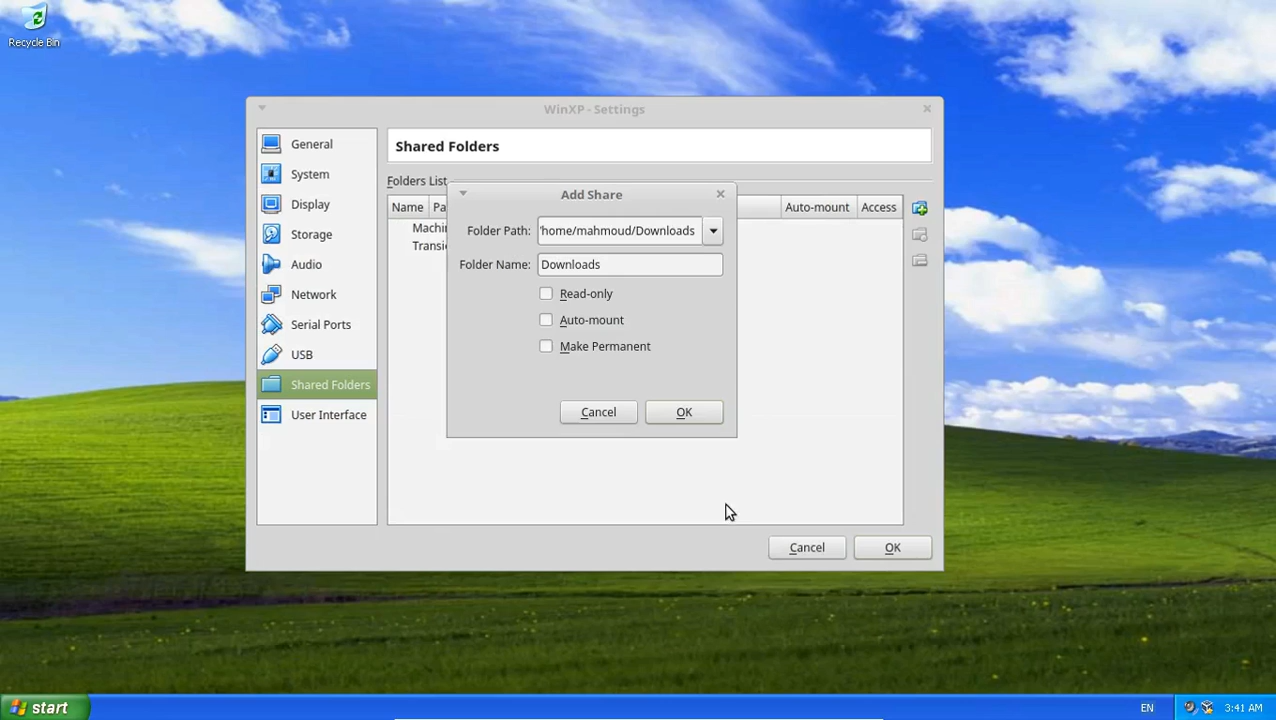 Recycle Bin
WinXP - Settings
General
System
Display
Storage
Audio
Network
Serial Ports
USB
Shared Folders
User Interface
Shared Folders
Folders List
Name Pa Auto-mount Access
Machin
Transie
Add Share
Folder Path: /home/mahmoud/Downloads
Folder Name: Downloads
Read-only
Auto-mount
Make Permanent
Cancel OK
Cancel OK
start EN 3:41 AM